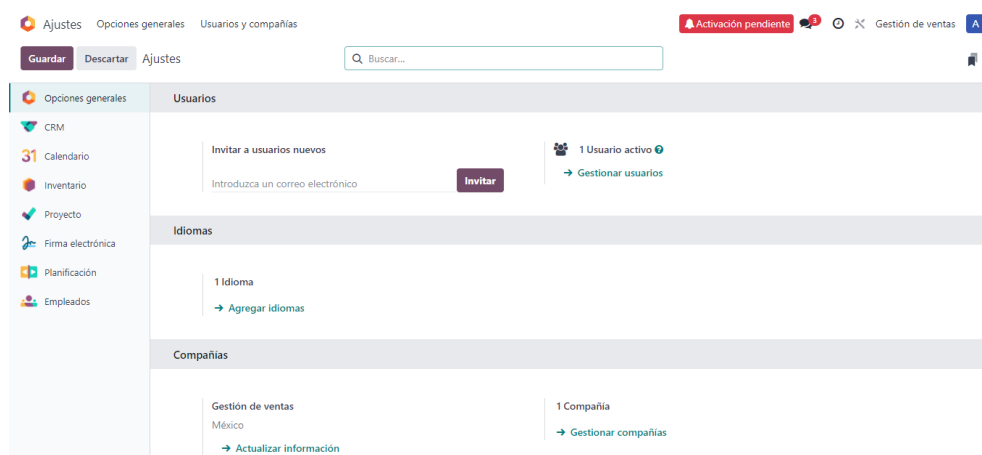 Ajustes Opciones generales Usuarios y compañías Activación pendiente 3 Gestión de ventas A
Guardar Descartar Ajustes Buscar...
Opciones generales
CRM
31 Calendario
Inventario
Proyecto
Firma electrónica
Planificación
Empleados
Usuarios
Invitar a usuarios nuevos
Introduzca un correo electrónico Invitar
1 Usuario activo ?
→ Gestionar usuarios
Idiomas
1 Idioma
→ Agregar idiomas
Compañías
Gestión de ventas
México
→ Actualizar información
1 Compañía
→ Gestionar compañías